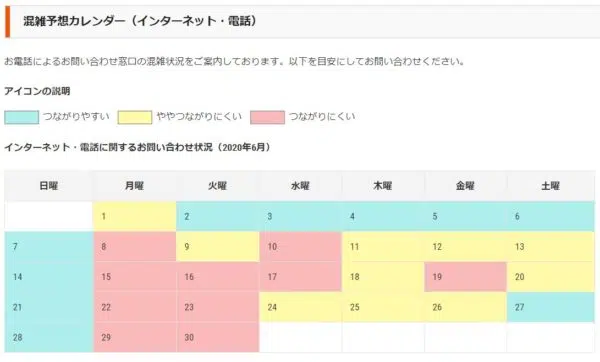 混雑予想カレンダー（インターネット・電話）
お電話によるお問い合わせ窓口の混雑状況をご案内しております。以下を目安にしてお問い合わせください。
アイコンの説明
つながりやすい ややつながりにくい つながりにくい
インターネット・電話に関するお問い合わせ状況（2020年6月）
日曜 月曜 火曜 水曜 木曜 金曜 土曜
1 2 3 4 5 6
7 8 9 10 11 12 13
14 15 16 17 18 19 20
21 22 23 24 25 26 27
28 29 30